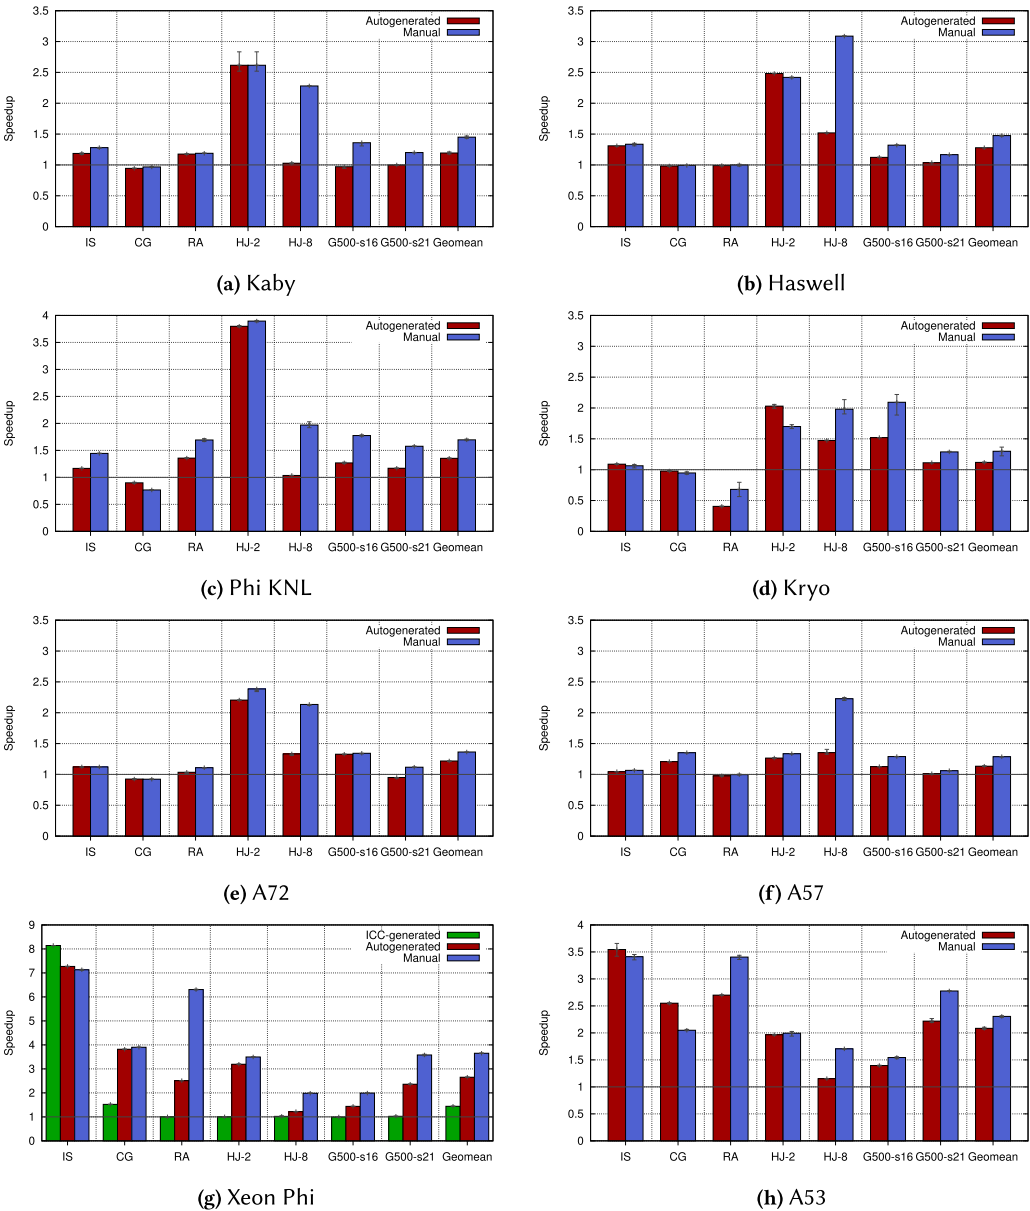 3.5
3
2.5
2
1.5
1
0.5
0
Speedup
Autogenerated
Manual
IS CG RA HJ-2 HJ-8 G500-s16 G500-s21 Geomean
(a) Kaby
3.5
3
2.5
2
1.5
1
0.5
0
Speedup
Autogenerated
Manual
IS CG RA HJ-2 HJ-8 G500-s16 G500-s21 Geomean
(b) Haswell
4
3.5
3
2.5
2
1.5
1
0.5
0
Speedup
Autogenerated
Manual
IS CG RA HJ-2 HJ-8 G500-s16 G500-s21 Geomean
(c) Phi KNL
3.5
3
2.5
2
1.5
1
0.5
0
Speedup
Autogenerated
Manual
IS CG RA HJ-2 HJ-8 G500-s16 G500-s21 Geomean
(d) Kryo
3.5
3
2.5
2
1.5
1
0.5
0
Speedup
Autogenerated
Manual
IS CG RA HJ-2 HJ-8 G500-s16 G500-s21 Geomean
(e) A72
3.5
3
2.5
2
1.5
1
0.5
0
Speedup
Autogenerated
Manual
IS CG RA HJ-2 HJ-8 G500-s16 G500-s21 Geomean
(f) A57
9
8
7
6
5
4
3
2
1
0
Speedup
ICC-generated
Autogenerated
Manual
IS CG RA HJ-2 HJ-8 G500-s16 G500-s21 Geomean
(g) Xeon Phi
4
3.5
3
2.5
2
1.5
1
0.5
0
Speedup
Autogenerated
Manual
IS CG RA HJ-2 HJ-8 G500-s16 G500-s21 Geomean
(h) A53